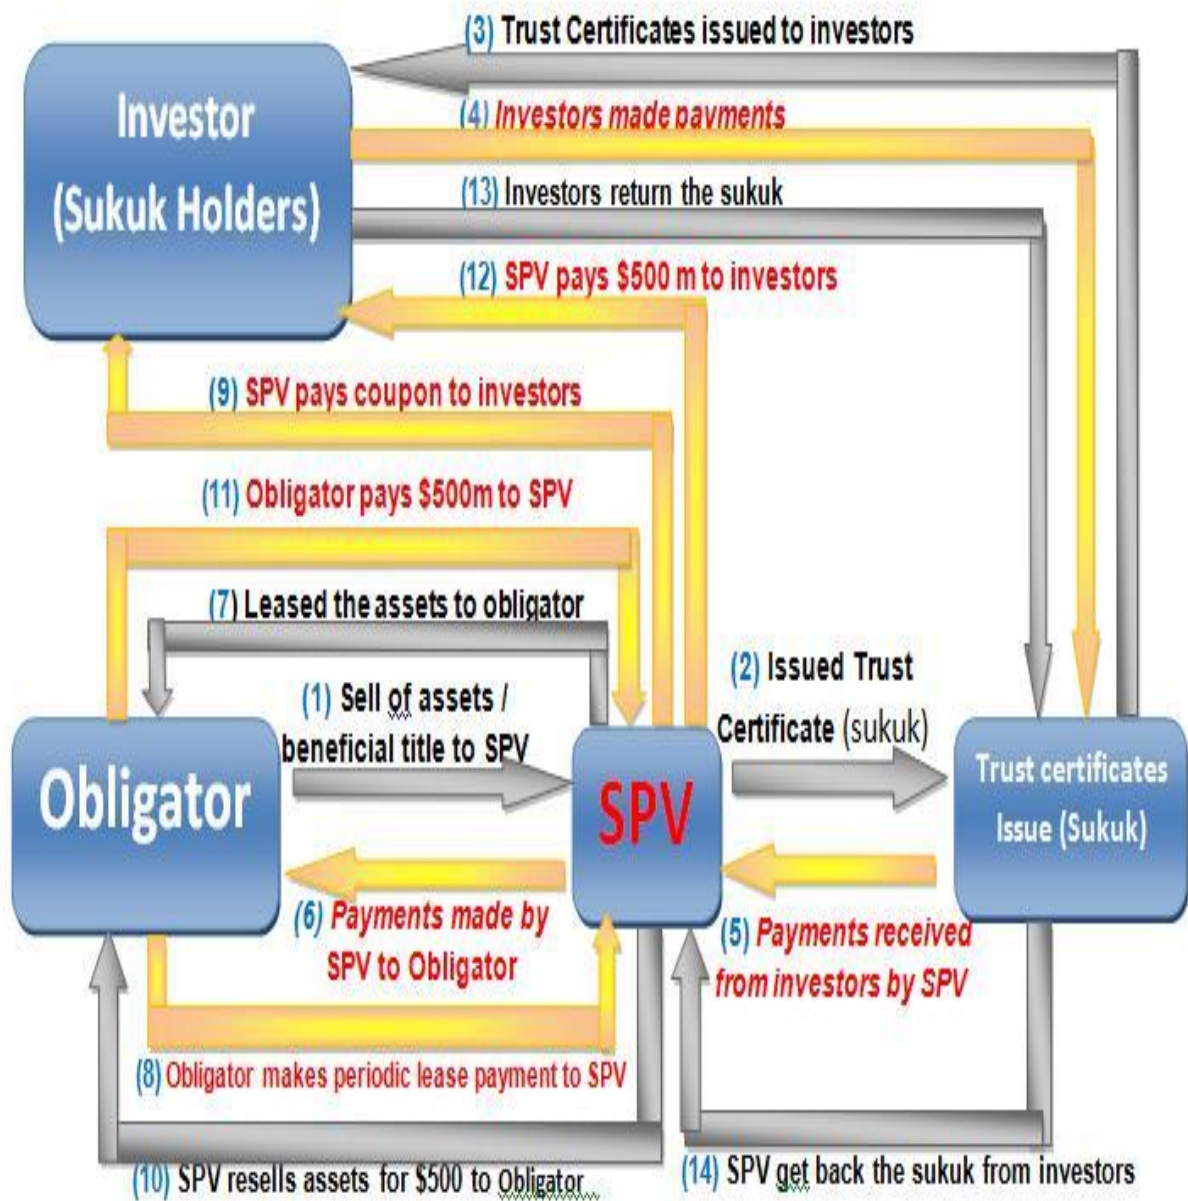 (3) Trust Certificates issued to investors
Investor
(Sukuk Holders)
(4) Investors made payments
(13) Investors return the sukuk
(12) SPV pays $500 m to investors
(9) SPV pays coupon to investors
(11) Obligator pays $500m to SPV
(7) Leased the assets to obligator
(1) Sell of assets /
beneficial title to SPV
(2) Issued Trust
Certificate (sukuk)
Obligator
SPV
Trust certificates
Issue (Sukuk)
(6) Payments made by
SPV to Obligator
(5) Payments received
from investors by SPV
(8) Obligator makes periodic lease payment to SPV
(10) SPV resells assets for $500 to Obligator
(14) SPV get back the sukuk from investors